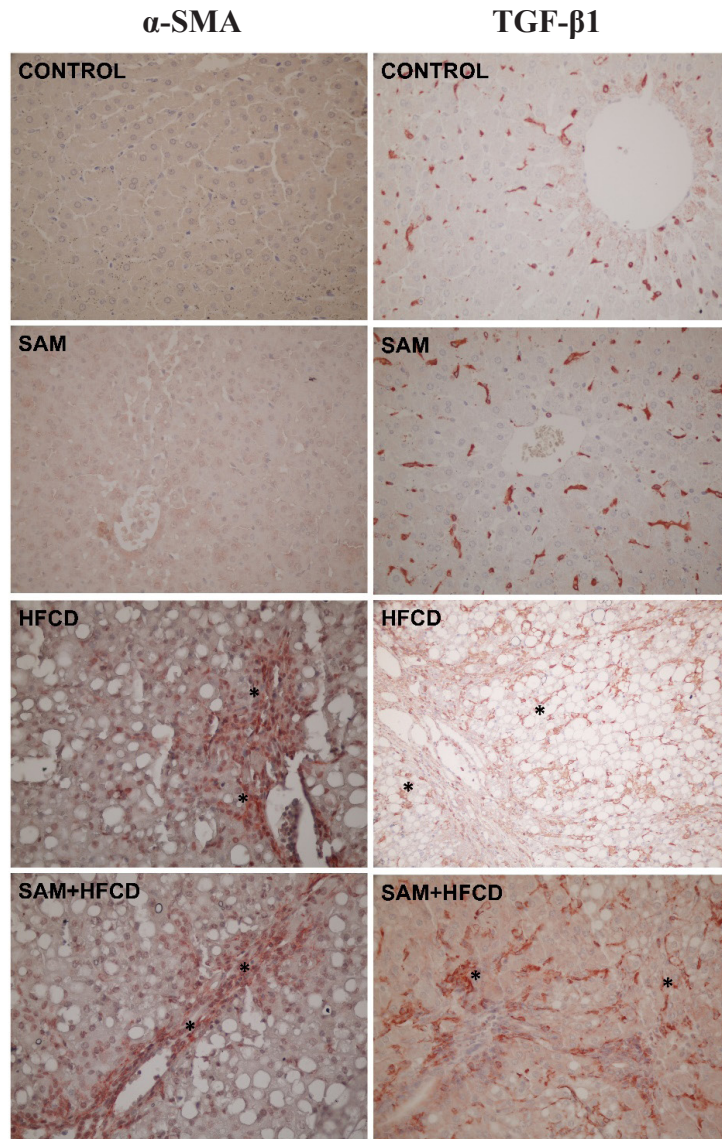 α-SMA TGF-β1
CONTROL CONTROL
SAM SAM
HFCD HFCD
* *
* *
SAM+HFCD SAM+HFCD
* * *
*